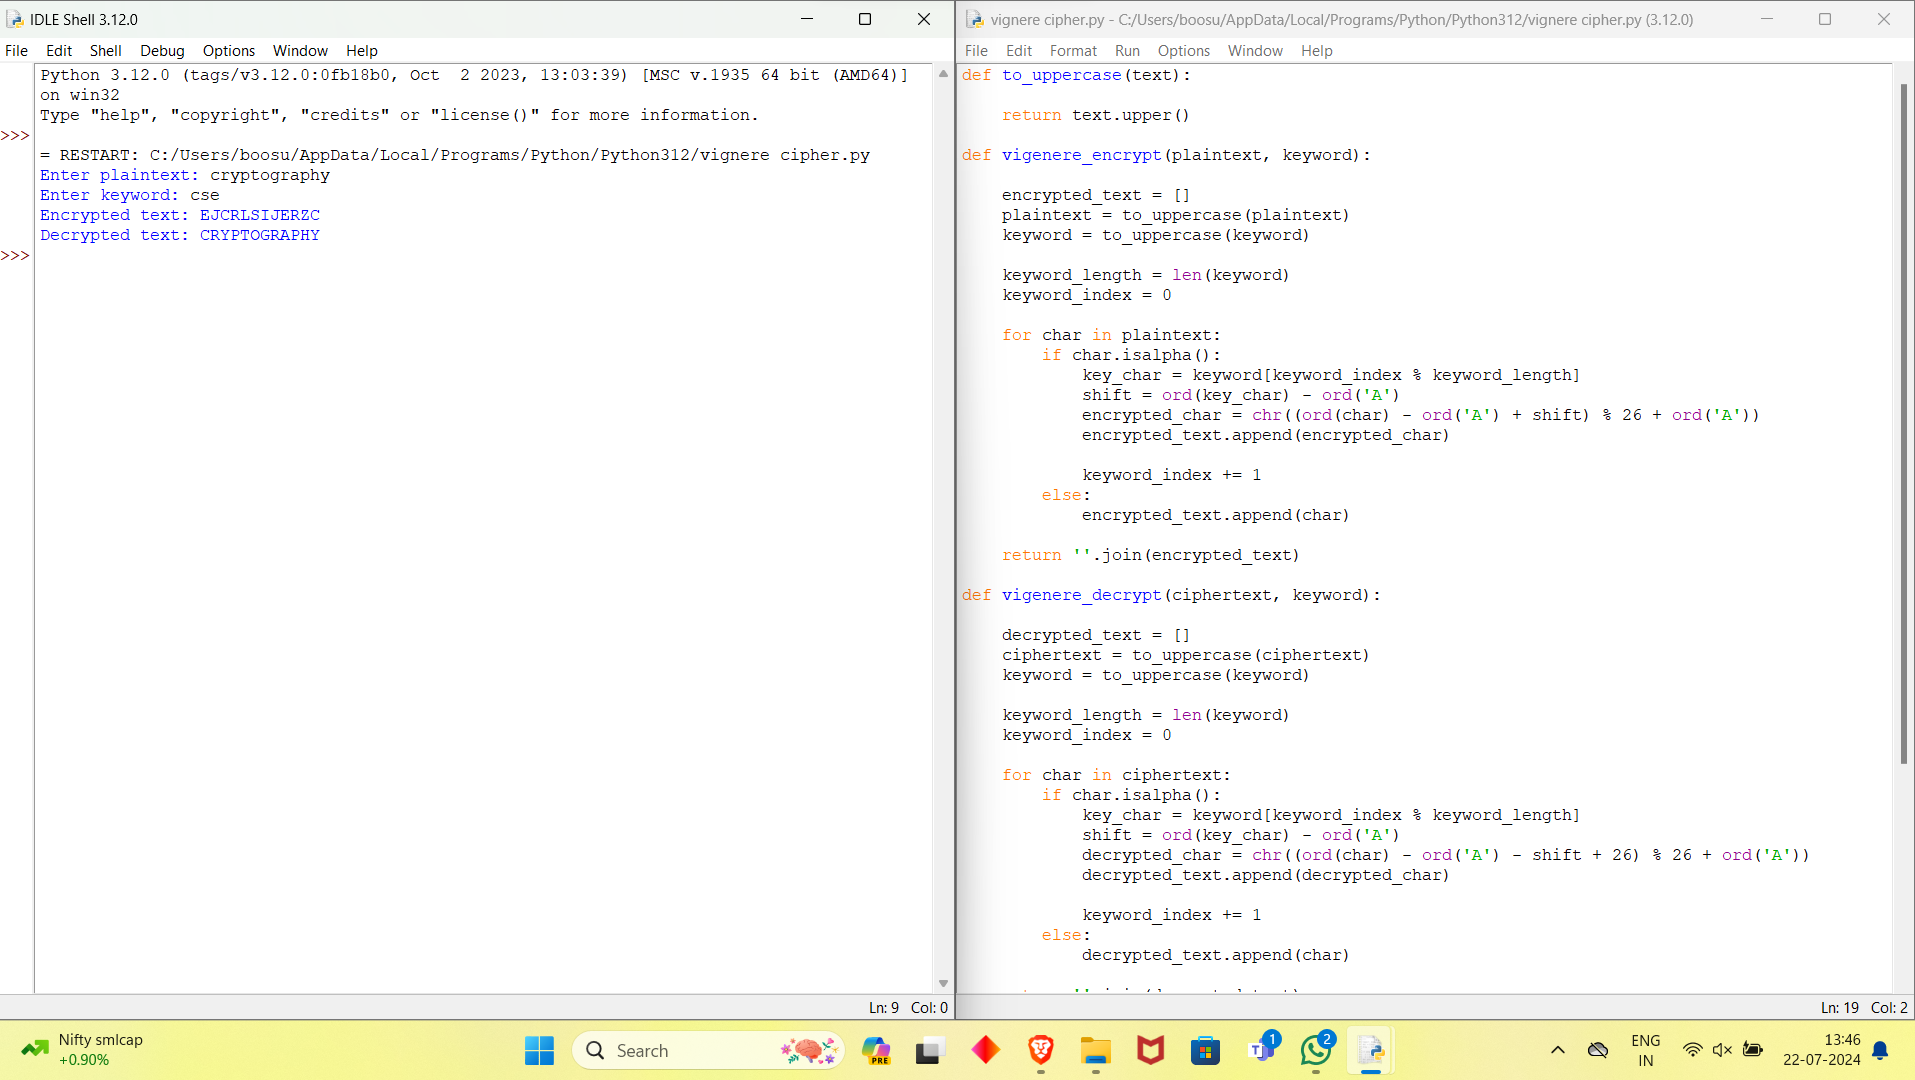 IDLE Shell 3.12.0
File Edit Shell Debug Options Window Help
Python 3.12.0 (tags/v3.12.0:0fb18b0, Oct  2 2023, 13:03:39) [MSC v.1935 64 bit (AMD64)]
on win32
Type "help", "copyright", "credits" or "license()" for more information.
>>>
= RESTART: C:/Users/boosu/AppData/Local/Programs/Python/Python312/vignere cipher.py
Enter plaintext: cryptography
Enter keyword: cse
Encrypted text: EJCRLSIJERZC
Decrypted text: CRYPTOGRAPHY
>>>
Ln: 9 Col: 0
vignere cipher.py - C:/Users/boosu/AppData/Local/Programs/Python/Python312/vignere cipher.py (3.12.0)
File Edit Format Run Options Window Help
def to_uppercase(text):
    return text.upper()
def vigenere_encrypt(plaintext, keyword):
    encrypted_text = []
    plaintext = to_uppercase(plaintext)
    keyword = to_uppercase(keyword)
    keyword_length = len(keyword)
    keyword_index = 0
    for char in plaintext:
        if char.isalpha():
            key_char = keyword[keyword_index % keyword_length]
            shift = ord(key_char) - ord('A')
            encrypted_char = chr((ord(char) - ord('A') + shift) % 26 + ord('A'))
            encrypted_text.append(encrypted_char)
            keyword_index += 1
        else:
            encrypted_text.append(char)
    return ''.join(encrypted_text)
def vigenere_decrypt(ciphertext, keyword):
    decrypted_text = []
    ciphertext = to_uppercase(ciphertext)
    keyword = to_uppercase(keyword)
    keyword_length = len(keyword)
    keyword_index = 0
    for char in ciphertext:
        if char.isalpha():
            key_char = keyword[keyword_index % keyword_length]
            shift = ord(key_char) - ord('A')
            decrypted_char = chr((ord(char) - ord('A') - shift + 26) % 26 + ord('A'))
            decrypted_text.append(decrypted_char)
            keyword_index += 1
        else:
            decrypted_text.append(char)
Ln: 19 Col: 2
Nifty smlcap
+0.90%
Search
PRE
1
2
ENG
IN
13:46
22-07-2024